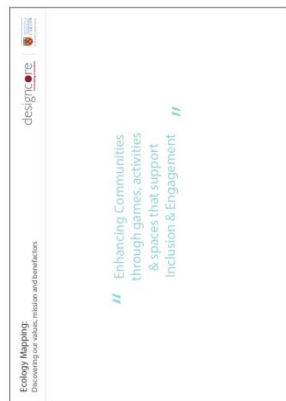 Ecology Mapping:
Discovering our values, mission and benefactors
designcore
" Enhancing Communities
through games, activities
& spaces that support
Inclusion & Engagement "